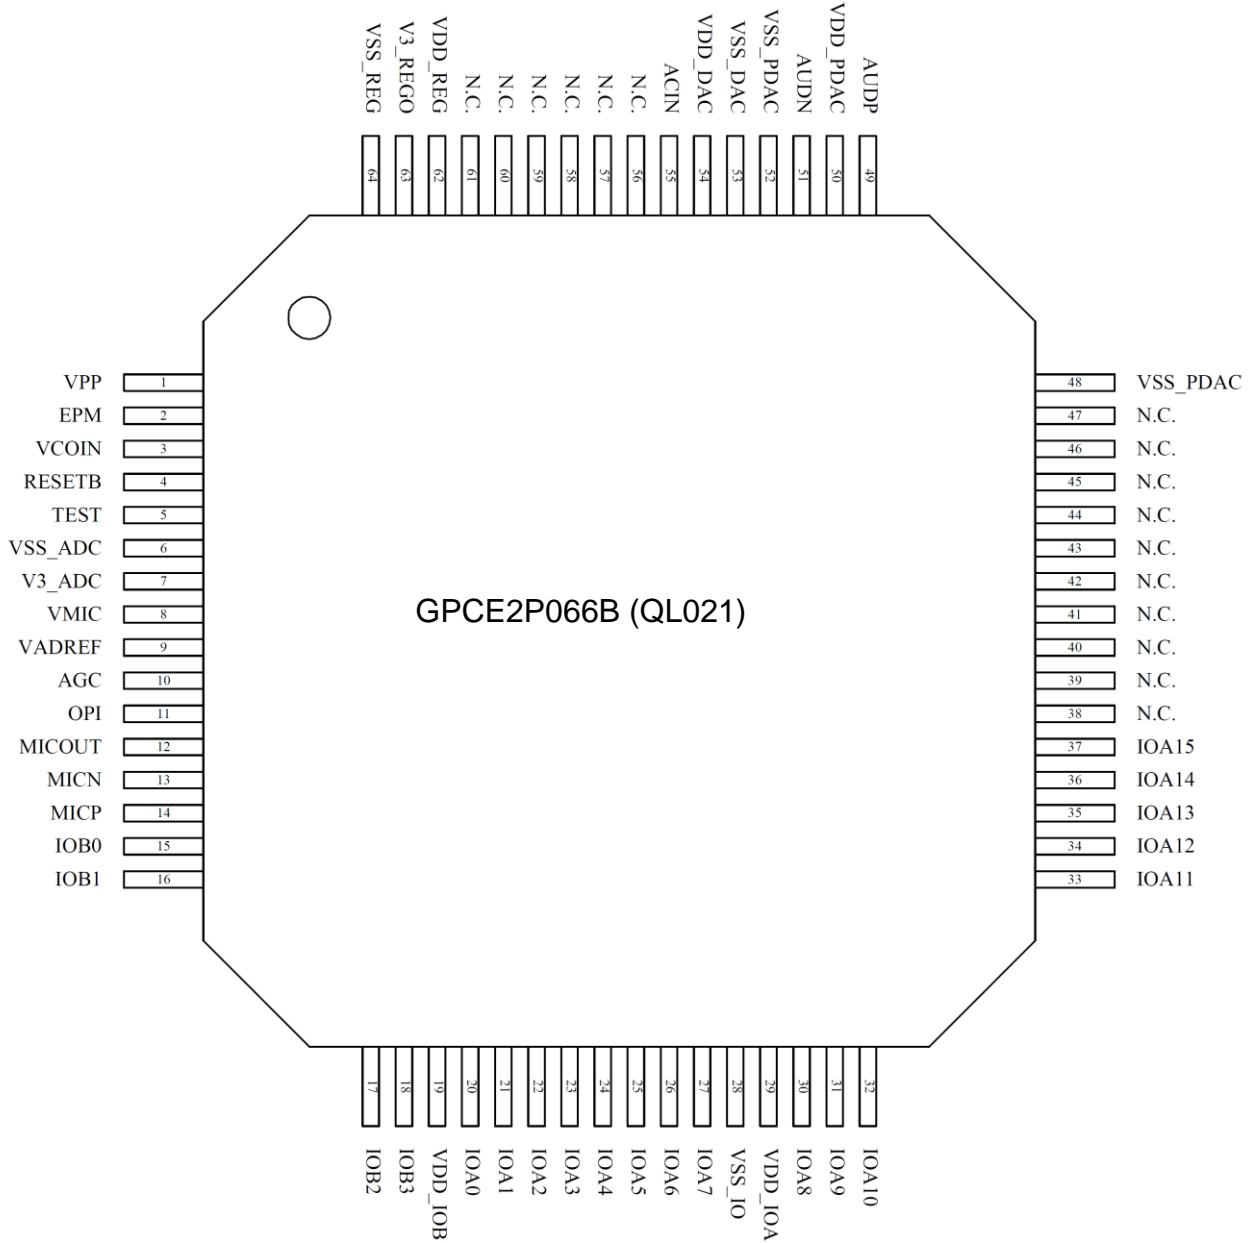 VSS_REG
V3_REGO
VDD_REG
N.C.
N.C.
N.C.
N.C.
N.C.
N.C.
ACIN
VDD_DAC
VSS_DAC
VSS_PDAC
AUDN
VDD_PDAC
AUDP
64
63
62
61
60
59
58
57
56
55
54
53
52
51
50
49
VPP 1
EPM 2
VCOIN 3
RESETB 4
TEST 5
VSS_ADC 6
V3_ADC 7
VMIC 8
VADREF 9
AGC 10
OPI 11
MICOUT 12
MICN 13
MICP 14
IOB0 15
IOB1 16
GPCE2P066B (QL021)
48 VSS_PDAC
47 N.C.
46 N.C.
45 N.C.
44 N.C.
43 N.C.
42 N.C.
41 N.C.
40 N.C.
39 N.C.
38 N.C.
37 IOA15
36 IOA14
35 IOA13
34 IOA12
33 IOA11
17
18
19
20
21
22
23
24
25
26
27
28
29
30
31
32
IOB2
IOB3
VDD_IOB
IOA0
IOA1
IOA2
IOA3
IOA4
IOA5
IOA6
IOA7
VSS_IO
VDD_IOA
IOA8
IOA9
IOA10